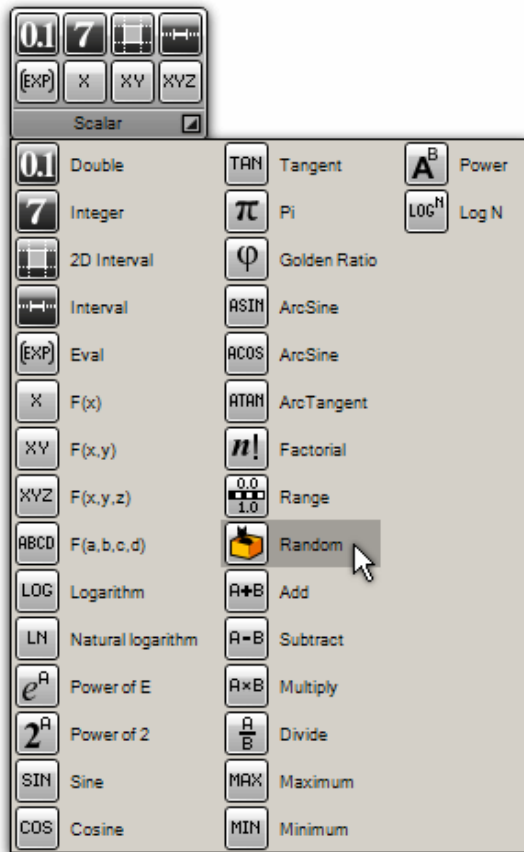 0.1 7
(EXP) X XY XYZ
Scalar
0.1 Double
7 Integer
2D Interval
Interval
(EXP) Eval
X F(x)
XY F(x,y)
XYZ F(x,y,z)
ABCD F(a,b,c,d)
LOG Logarithm
LN Natural logarithm
e^A Power of E
2^A Power of 2
SIN Sine
COS Cosine
TAN Tangent
π Pi
φ Golden Ratio
ASIN ArcSine
ACOS ArcSine
ATAN ArcTangent
n! Factorial
0.0
1.0 Range
Random
A+B Add
A-B Subtract
A×B Multiply
A
B Divide
MAX Maximum
MIN Minimum
A^B Power
LOG^N Log N